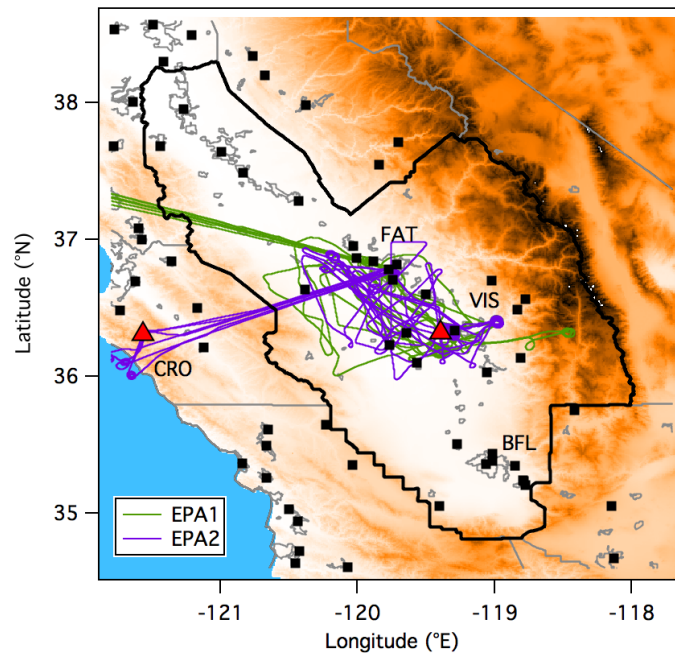 38
37
36
35
Latitude (°N)
FAT
VIS
CRO
BFL
EPA1
EPA2
-121
-120
-119
-118
Longitude (°E)